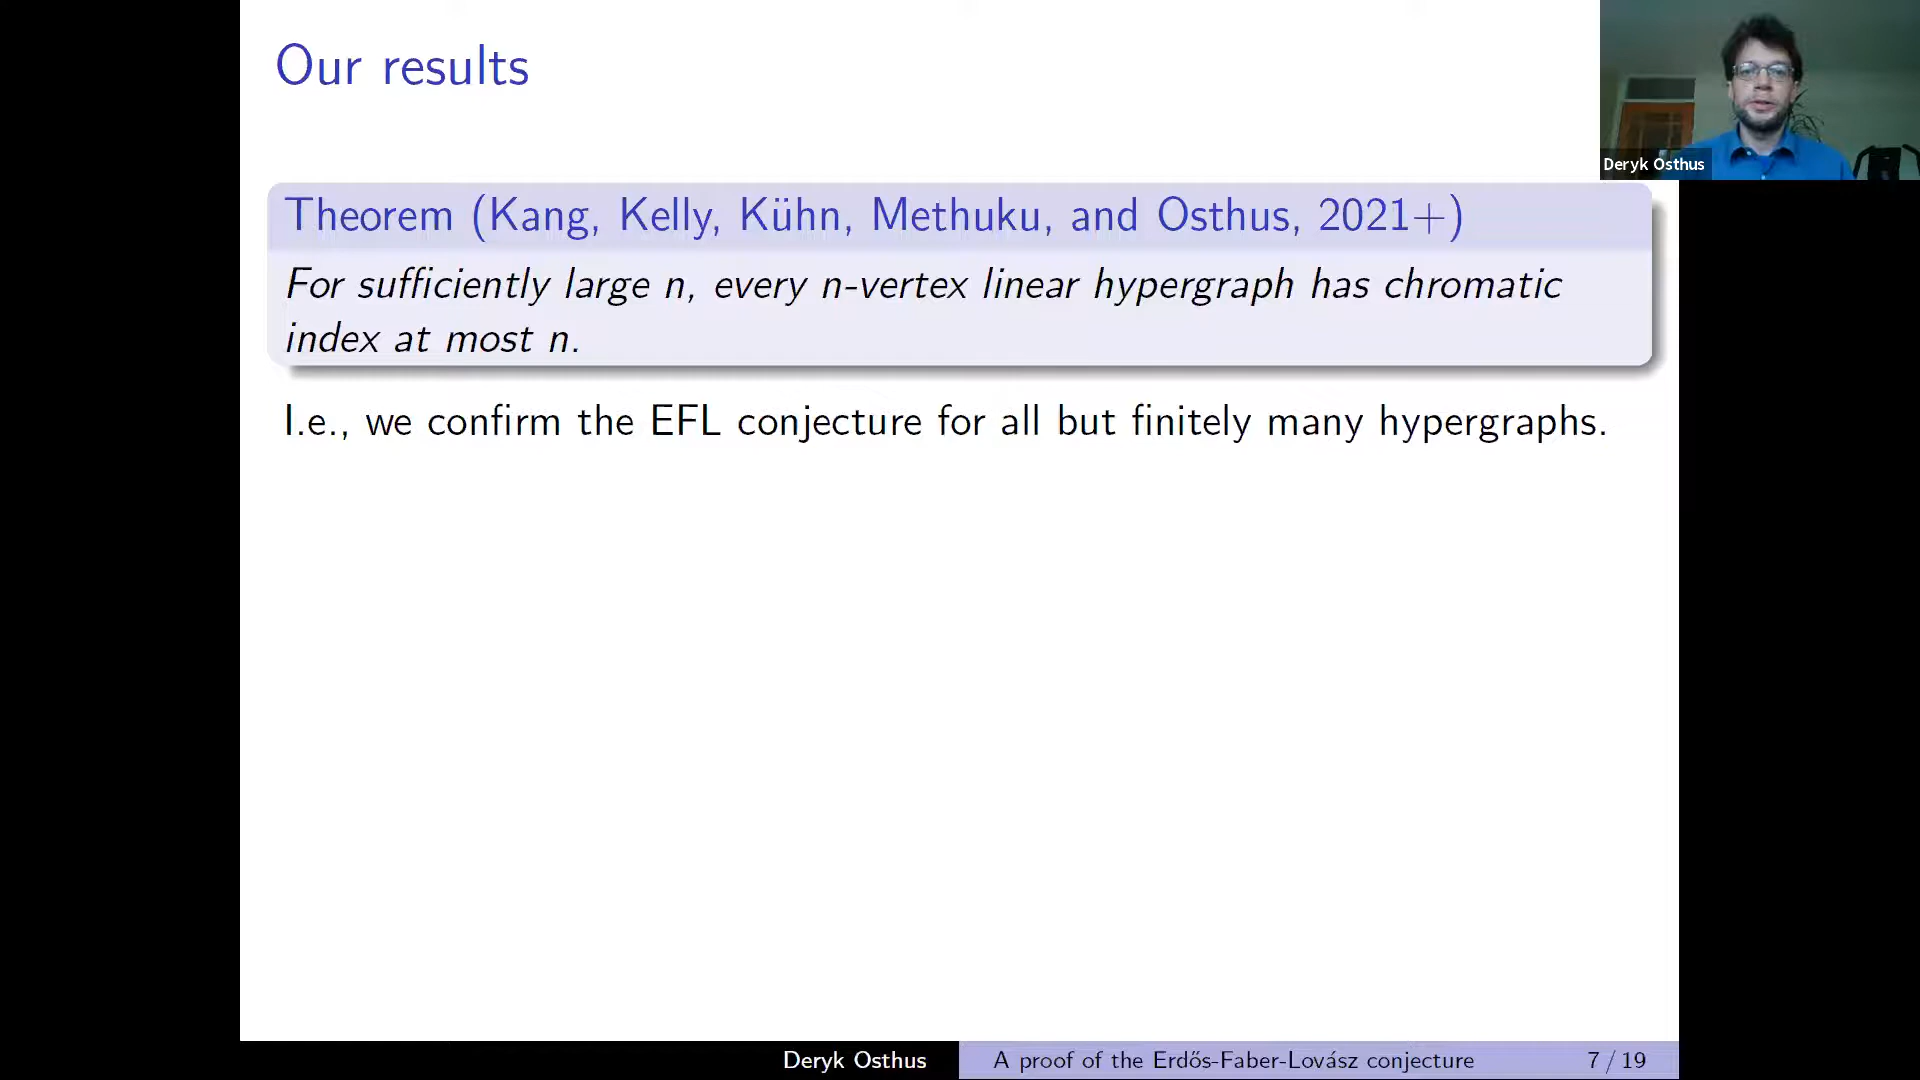 Our results
Deryk Osthus
Theorem (Kang, Kelly, Kühn, Methuku, and Osthus, 2021+)
For sufficiently large n, every n-vertex linear hypergraph has chromatic
index at most n.
I.e., we confirm the EFL conjecture for all but finitely many hypergraphs.
Deryk Osthus
A proof of the Erdős-Faber-Lovász conjecture
7 / 19